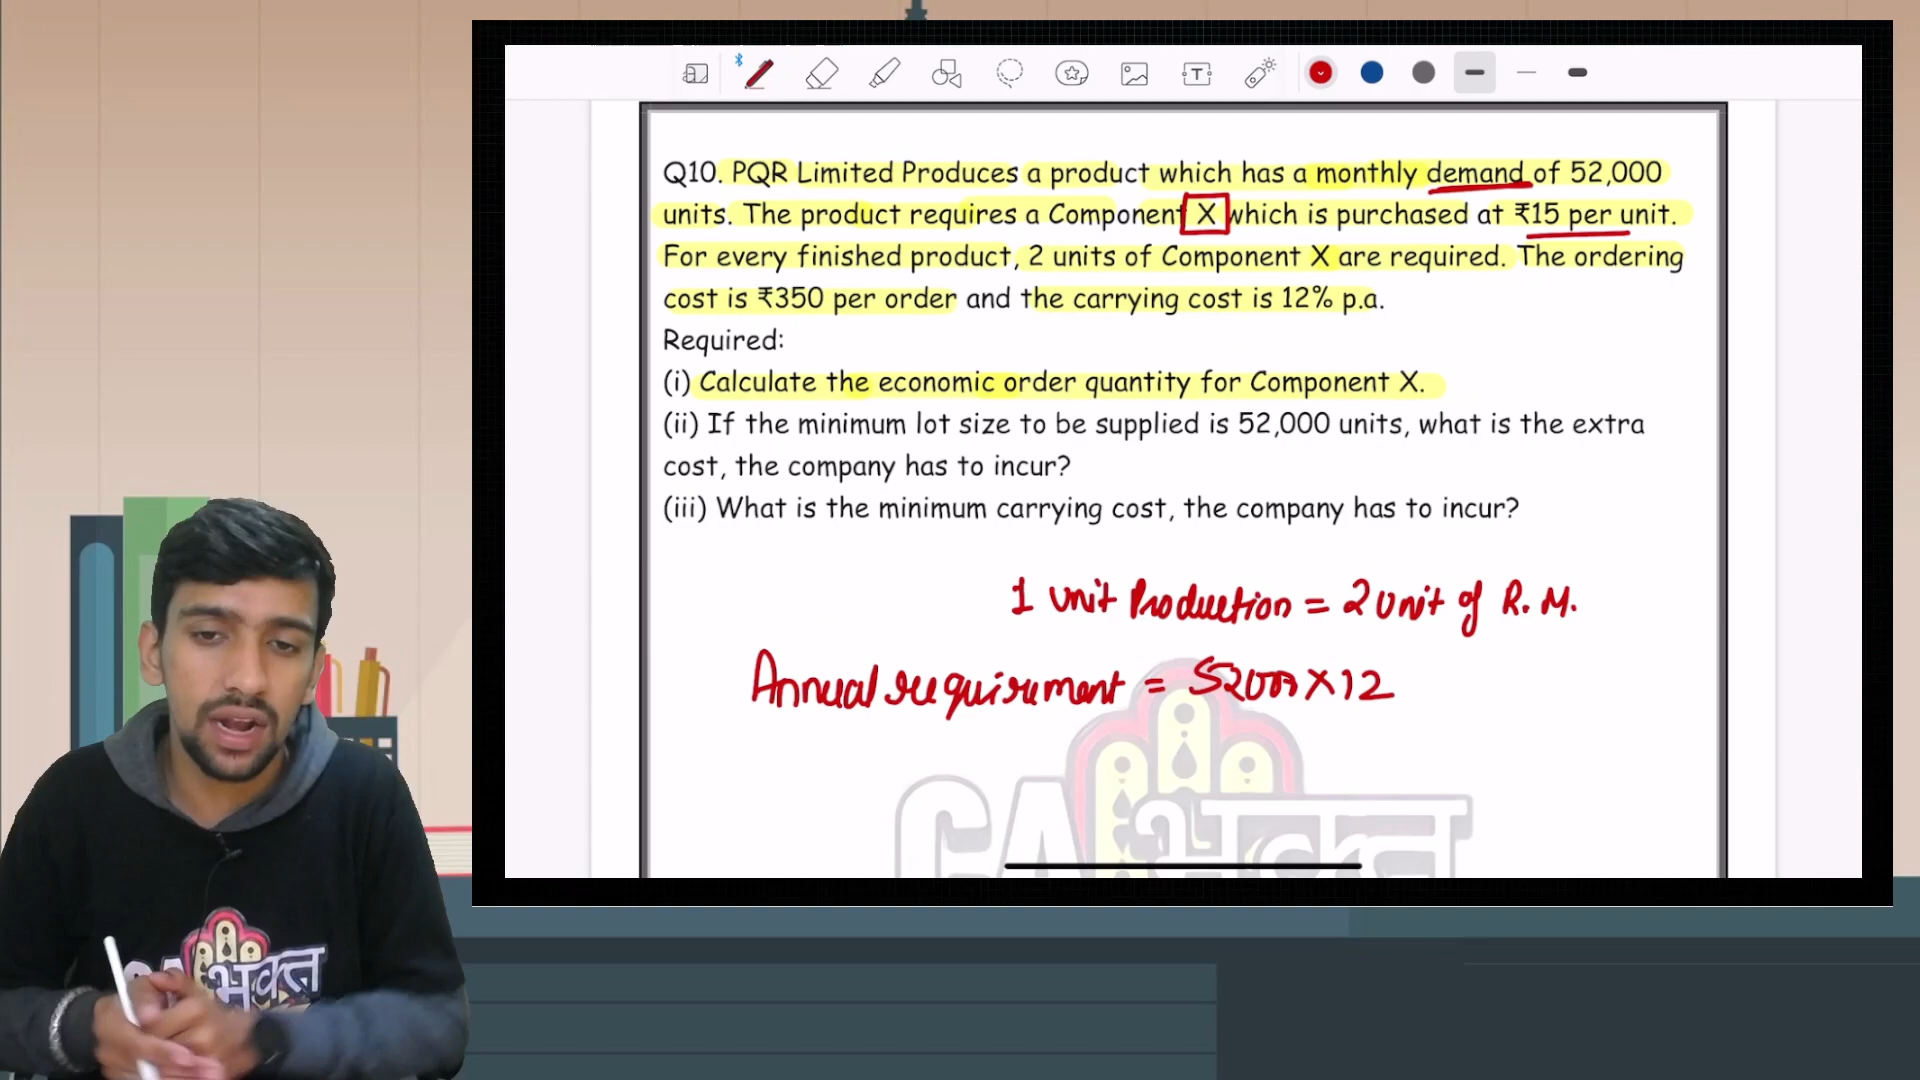 Q10. PQR Limited Produces a product which has a monthly demand of 52,000
units. The product requires a Component X which is purchased at ₹15 per unit.
For every finished product, 2 units of Component X are required. The ordering
cost is ₹350 per order and the carrying cost is 12% p.a.
Required:
(i) Calculate the economic order quantity for Component X.
(ii) If the minimum lot size to be supplied is 52,000 units, what is the extra
cost, the company has to incur?
(iii) What is the minimum carrying cost, the company has to incur?
1 Unit Production = 2 Unit of R.M.
Annual requirement = 52000 X 12
CA भक्त
CA भक्त